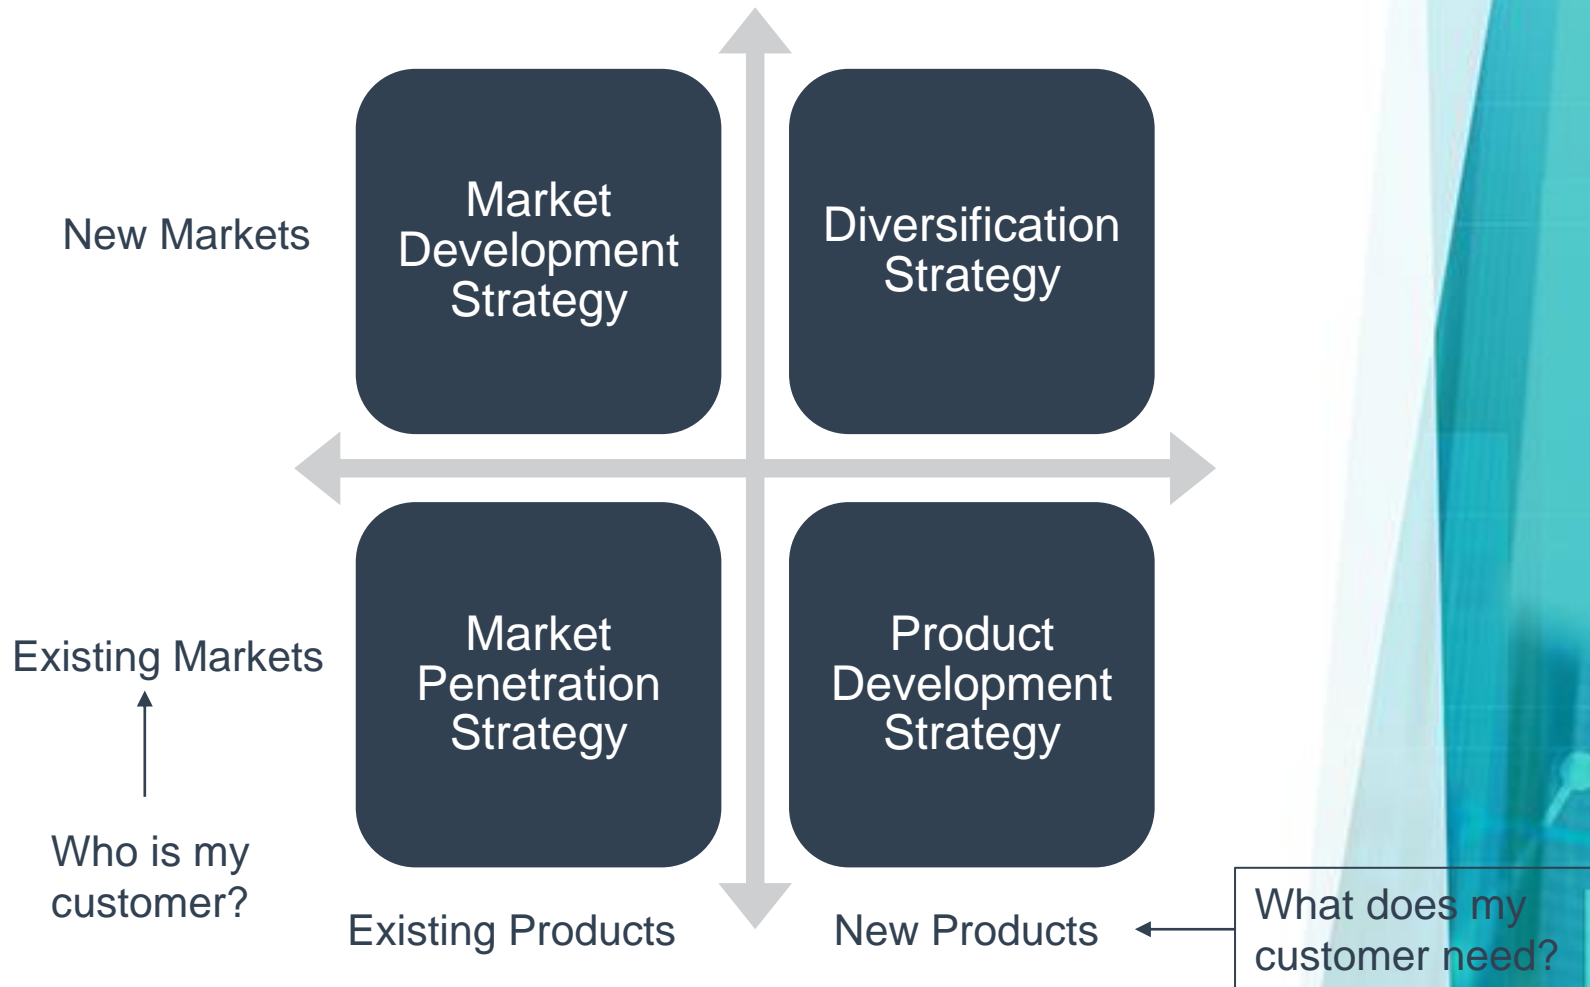 New Markets
Market
Development
Strategy
Diversification
Strategy
Existing Markets
Market
Penetration
Strategy
Product
Development
Strategy
Who is my
customer?
Existing Products
New Products
What does my
customer need?